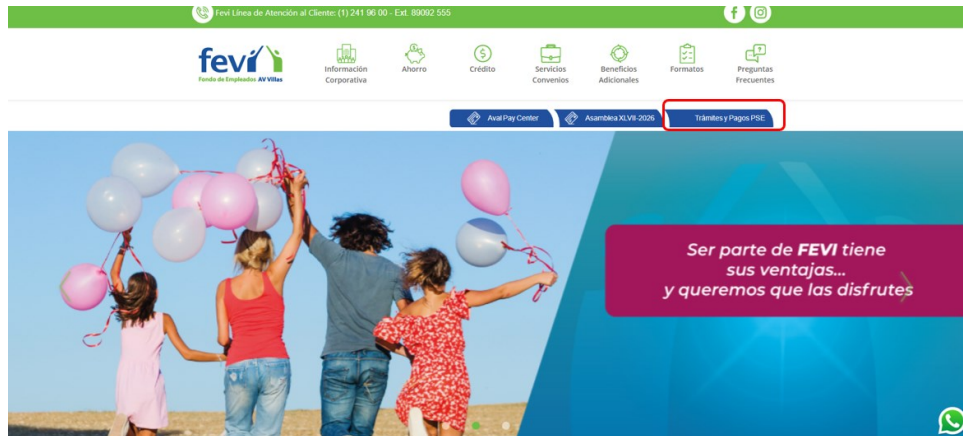 Fevi Línea de Atención al Cliente: (1) 241 96 00 - Ext. 89092 555
fevi
Fondo de Empleados AV Villas
Información
Corporativa
Ahorro
Crédito
Servicios
Convenios
Beneficios
Adicionales
Formatos
Preguntas
Frecuentes
Aval Pay Center
Asamblea XLVII-2026
Trámites y Pagos PSE
Ser parte de FEVI tiene
sus ventajas...
y queremos que las disfrutes